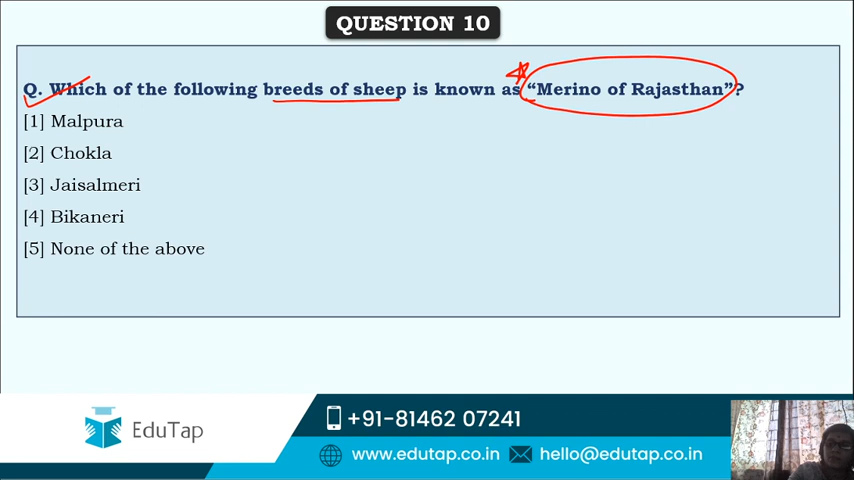 QUESTION 10
Q. Which of the following breeds of sheep is known as “Merino of Rajasthan”?
[1] Malpura
[2] Chokla
[3] Jaisalmeri
[4] Bikaneri
[5] None of the above
EduTap
+91-81462 07241
www.edutap.co.in hello@edutap.co.in